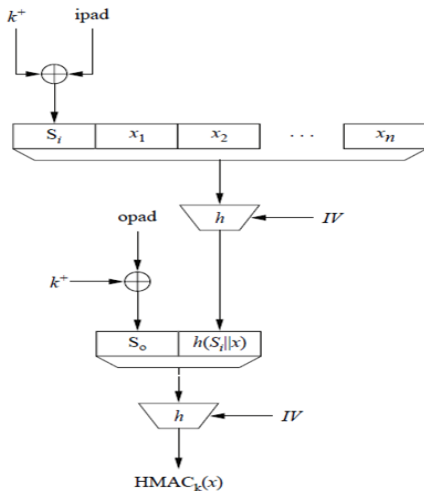 k⁺ ipad
Sᵢ x₁ x₂ . . . xₙ
h IV
opad
k⁺
Sₒ h(Sᵢ||x)
h IV
HMACₖ(x)